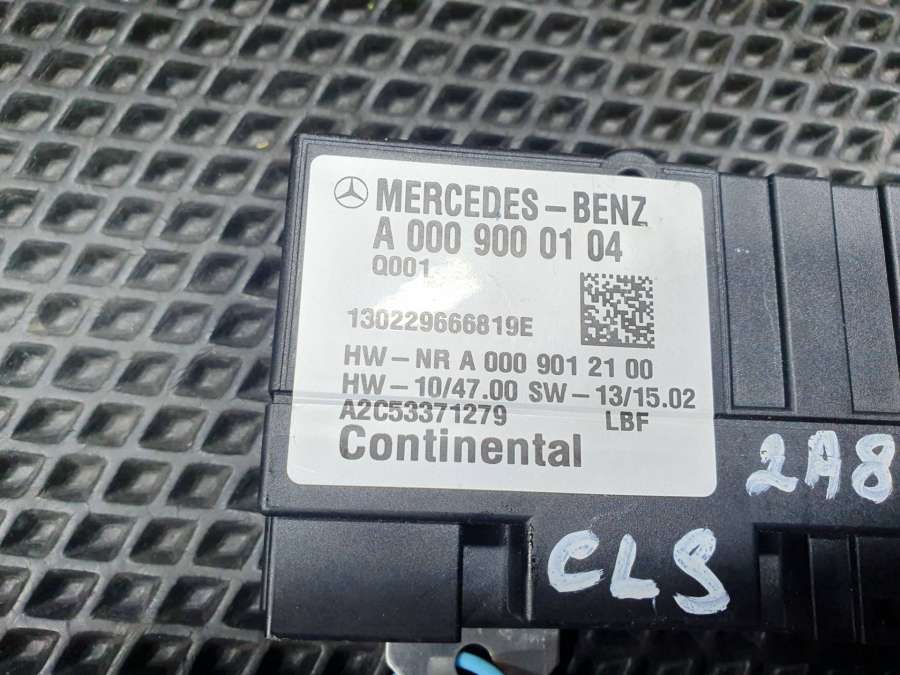 MERCEDES-BENZ
A 000 900 01 04
Q001
130229666819E
HW-NR A 000 901 21 00
HW-10/47.00 SW-13/15.02
A2C53371279 LBF
Continental
2A8
CLS